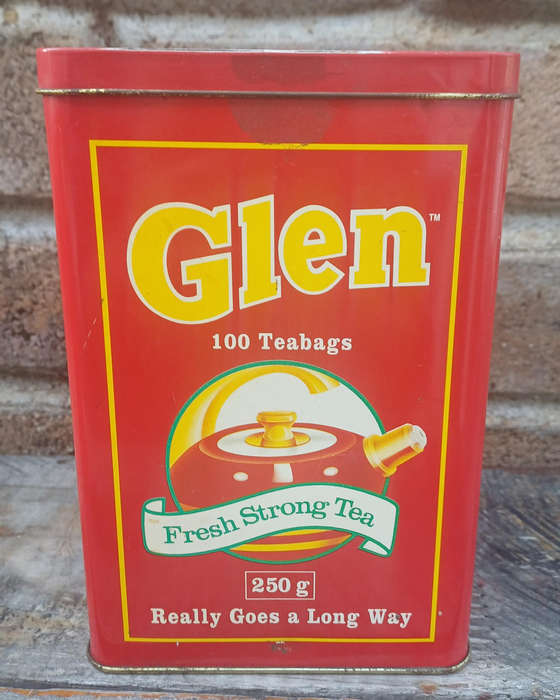 Glen™
100 Teabags
Fresh Strong Tea
250 g
Really Goes a Long Way